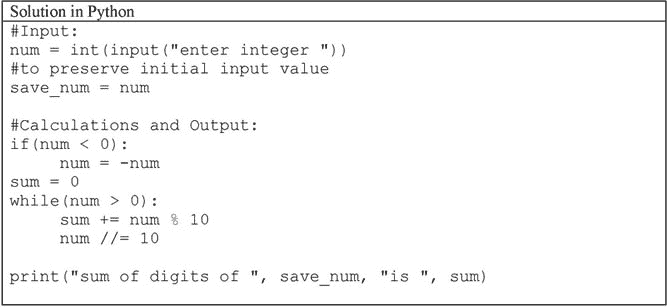 Solution in Python
#Input:
num = int(input("enter integer "))
#to preserve initial input value
save_num = num
#Calculations and Output:
if(num < 0):
     num = -num
sum = 0
while(num > 0):
     sum += num % 10
     num //= 10
print("sum of digits of ", save_num, "is ", sum)